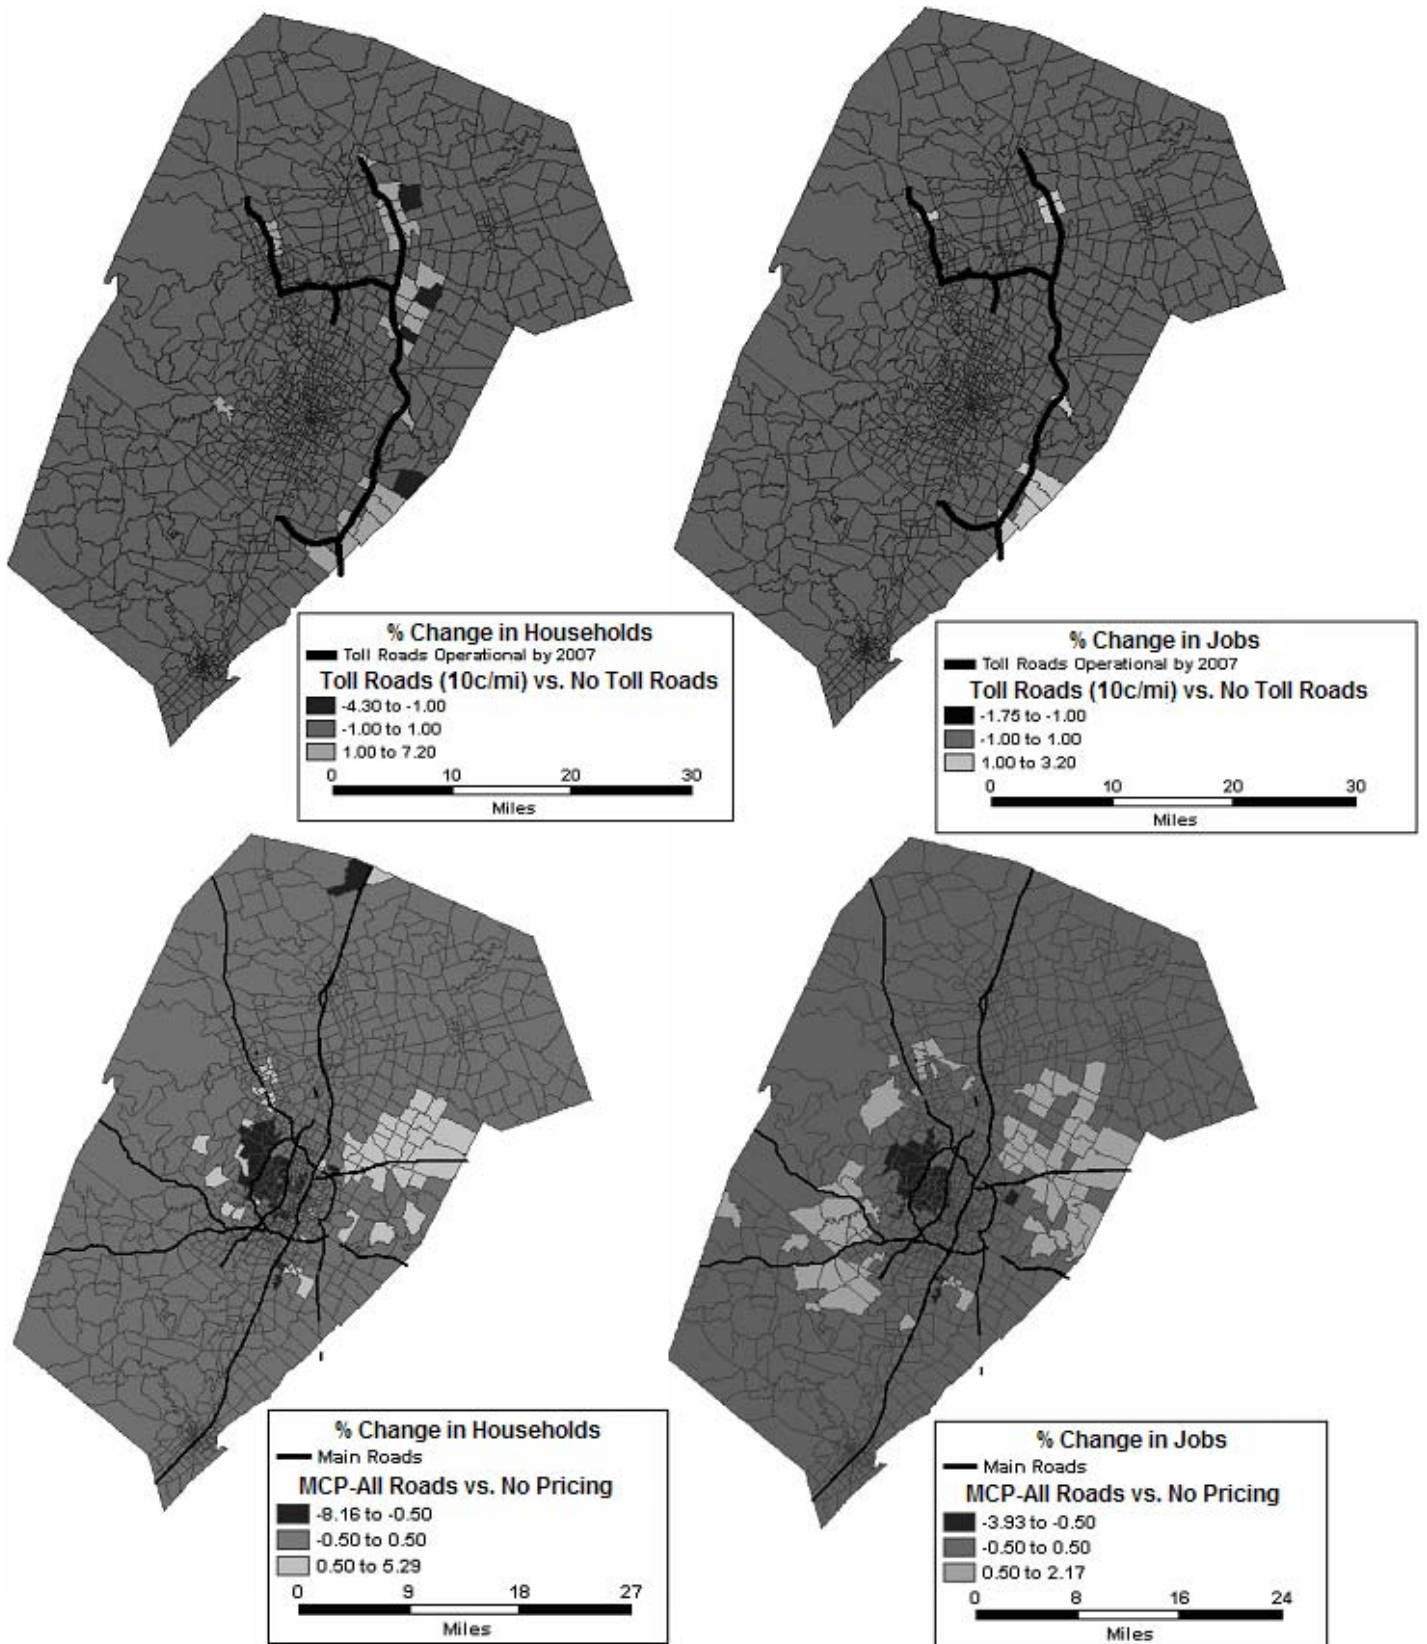 % Change in Households
Toll Roads Operational by 2007
Toll Roads (10c/mi) vs. No Toll Roads
-4.30 to -1.00
-1.00 to 1.00
1.00 to 7.20
0 10 20 30
Miles
% Change in Jobs
Toll Roads Operational by 2007
Toll Roads (10c/mi) vs. No Toll Roads
-1.75 to -1.00
-1.00 to 1.00
1.00 to 3.20
0 10 20 30
Miles
% Change in Households
Main Roads
MCP-All Roads vs. No Pricing
-8.16 to -0.50
-0.50 to 0.50
0.50 to 5.29
0 9 18 27
Miles
% Change in Jobs
Main Roads
MCP-All Roads vs. No Pricing
-3.93 to -0.50
-0.50 to 0.50
0.50 to 2.17
0 8 16 24
Miles